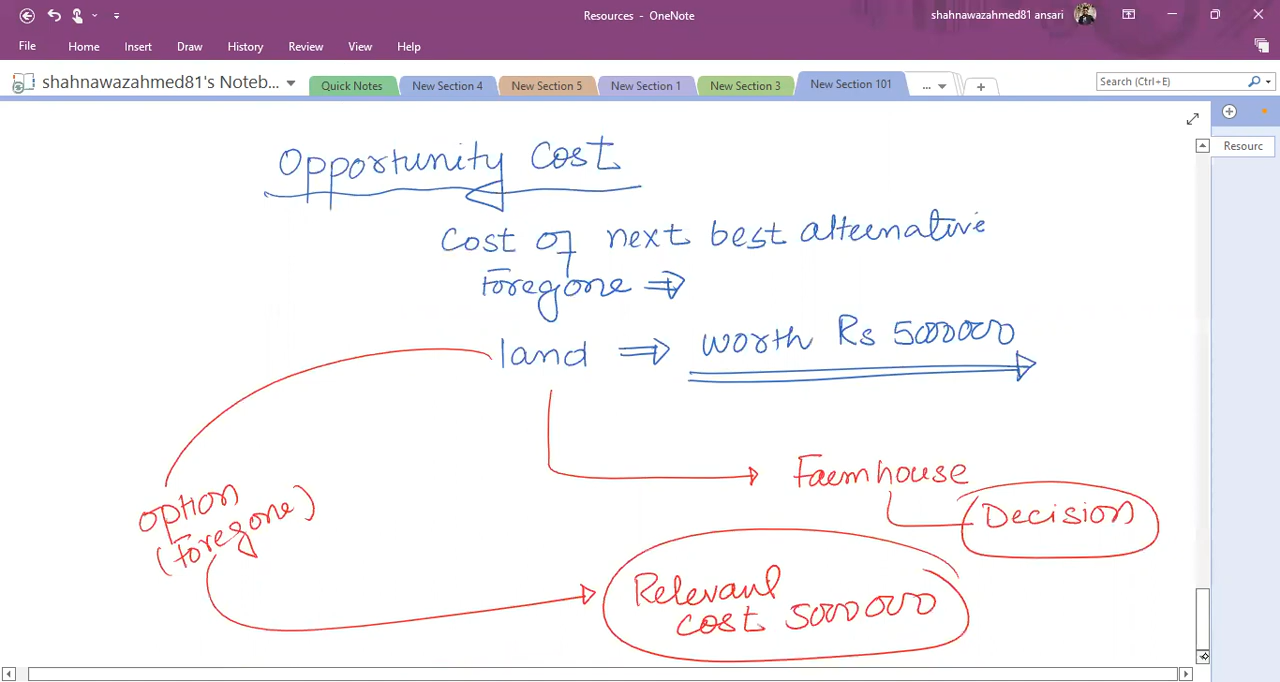 Resources - OneNote
shahnawazahmed81 ansari
File Home Insert Draw History Review View Help
shahnawazahmed81's Noteb...
Quick Notes
New Section 4
New Section 5
New Section 1
New Section 3
New Section 101
...
Search (Ctrl+E)
Resourc
Opportunity Cost
Cost of next best alternative
Foregone ⇒
land ⇒ worth Rs 5000000
Farmhouse
(Decision)
option
(Foregone)
Relevant
cost 5000000